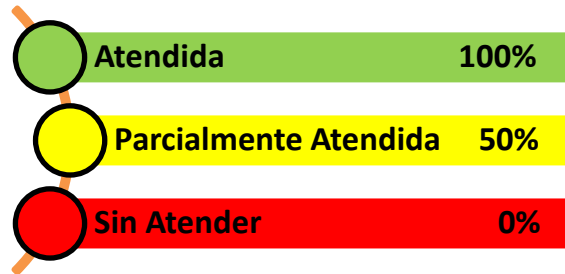 Atendida 100%
Parcialmente Atendida 50%
Sin Atender 0%